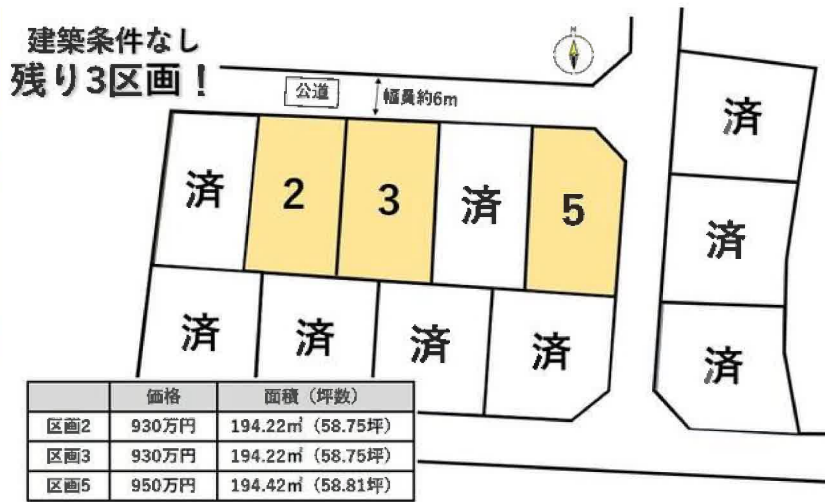 建築条件なし
残り3区画！
N
公道
幅員約6m
済
2
3
済
5
済
済
済
済
済
済
済
価格 面積（坪数）
区画2 930万円 194.22㎡（58.75坪）
区画3 930万円 194.22㎡（58.75坪）
区画5 950万円 194.42㎡（58.81坪）